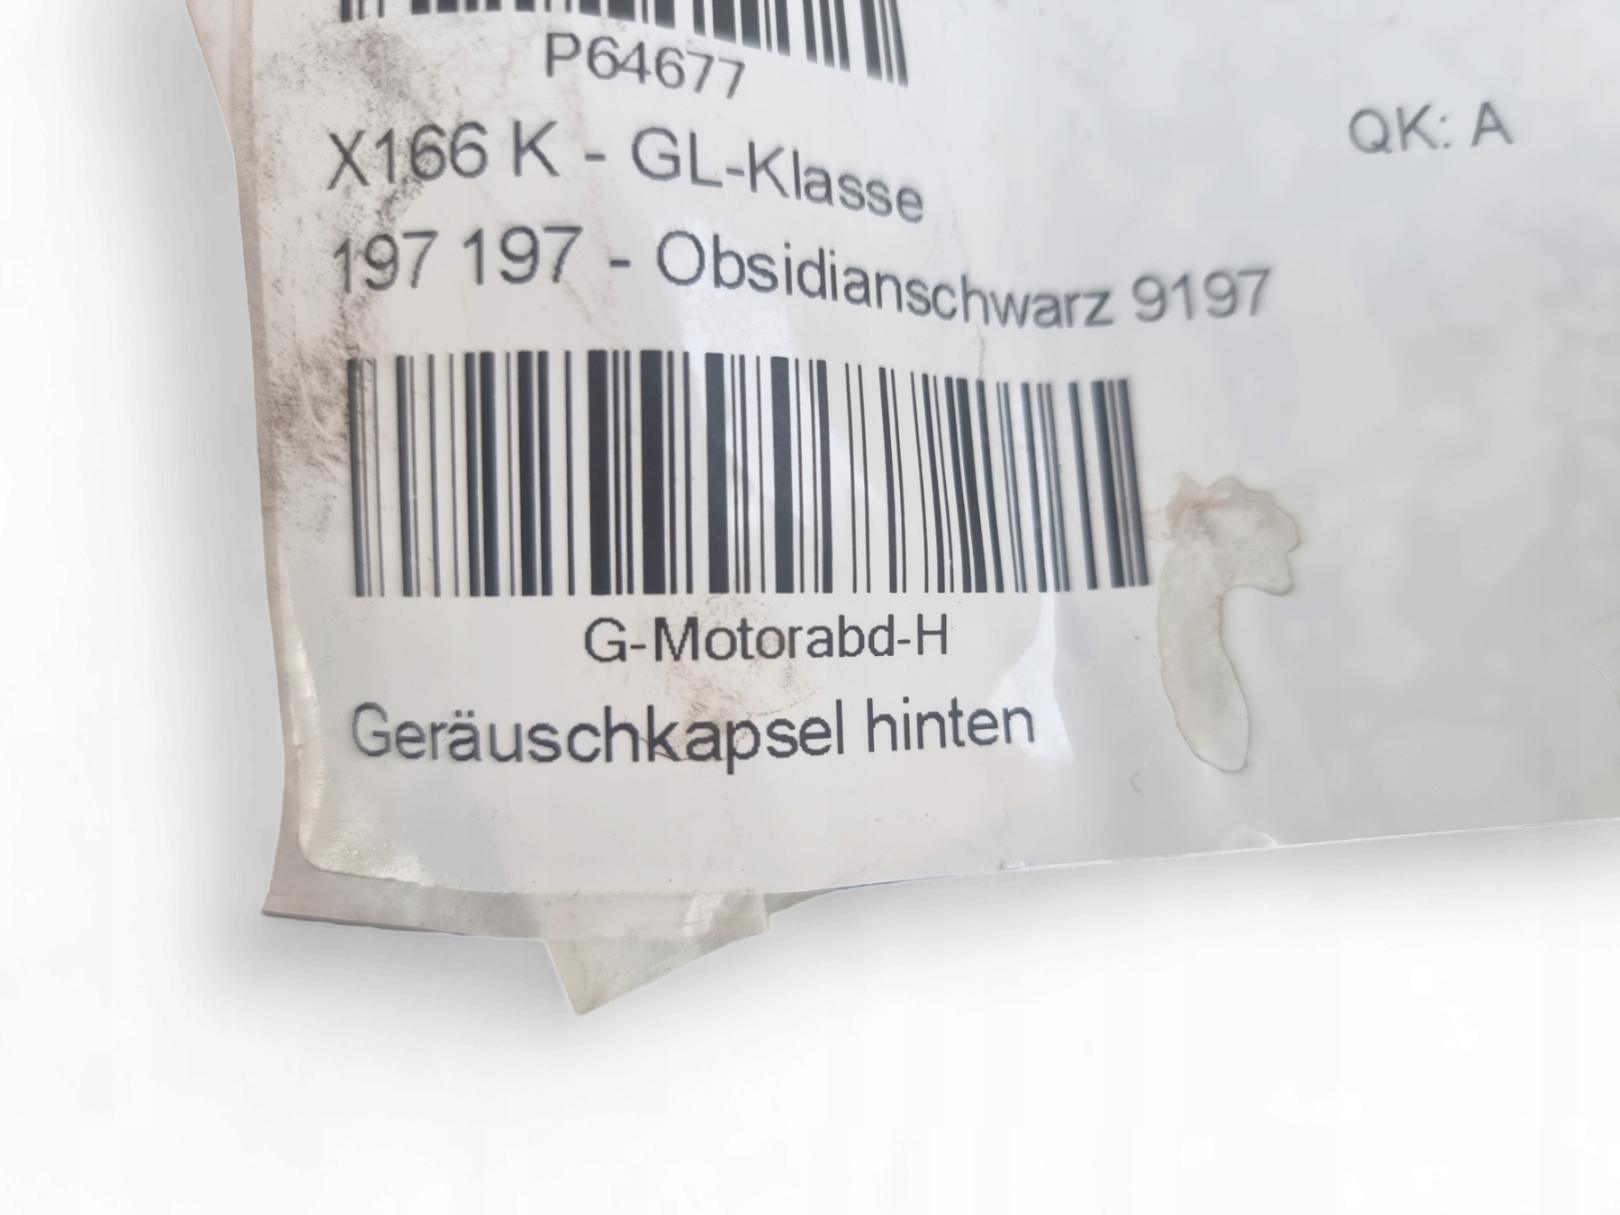 P64677
QK: A
X166 K - GL-Klasse
197 197 - Obsidianschwarz 9197
G-Motorabd-H
Geräuschkapsel hinten